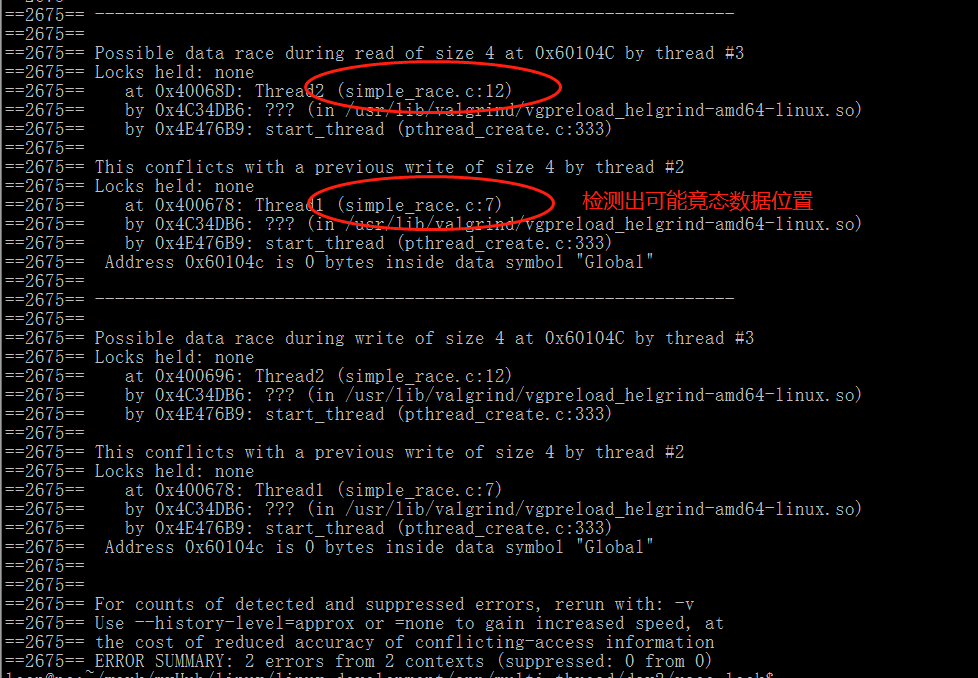 ==2675== ----------------------------------------------------------------
==2675==
==2675== Possible data race during read of size 4 at 0x60104C by thread #3
==2675== Locks held: none
==2675==    at 0x40068D: Thread2 (simple_race.c:12)
==2675==    by 0x4C34DB6: ??? (in /usr/lib/valgrind/vgpreload_helgrind-amd64-linux.so)
==2675==    by 0x4E476B9: start_thread (pthread_create.c:333)
==2675==
==2675== This conflicts with a previous write of size 4 by thread #2
==2675== Locks held: none
==2675==    at 0x400678: Thread1 (simple_race.c:7)
检测出可能竟态数据位置
==2675==    by 0x4C34DB6: ??? (in /usr/lib/valgrind/vgpreload_helgrind-amd64-linux.so)
==2675==    by 0x4E476B9: start_thread (pthread_create.c:333)
==2675==  Address 0x60104c is 0 bytes inside data symbol "Global"
==2675==
==2675== ----------------------------------------------------------------
==2675==
==2675== Possible data race during write of size 4 at 0x60104C by thread #3
==2675== Locks held: none
==2675==    at 0x400696: Thread2 (simple_race.c:12)
==2675==    by 0x4C34DB6: ??? (in /usr/lib/valgrind/vgpreload_helgrind-amd64-linux.so)
==2675==    by 0x4E476B9: start_thread (pthread_create.c:333)
==2675==
==2675== This conflicts with a previous write of size 4 by thread #2
==2675== Locks held: none
==2675==    at 0x400678: Thread1 (simple_race.c:7)
==2675==    by 0x4C34DB6: ??? (in /usr/lib/valgrind/vgpreload_helgrind-amd64-linux.so)
==2675==    by 0x4E476B9: start_thread (pthread_create.c:333)
==2675==  Address 0x60104c is 0 bytes inside data symbol "Global"
==2675==
==2675==
==2675== For counts of detected and suppressed errors, rerun with: -v
==2675== Use --history-level=approx or =none to gain increased speed, at
==2675== the cost of reduced accuracy of conflicting-access information
==2675== ERROR SUMMARY: 2 errors from 2 contexts (suppressed: 0 from 0)